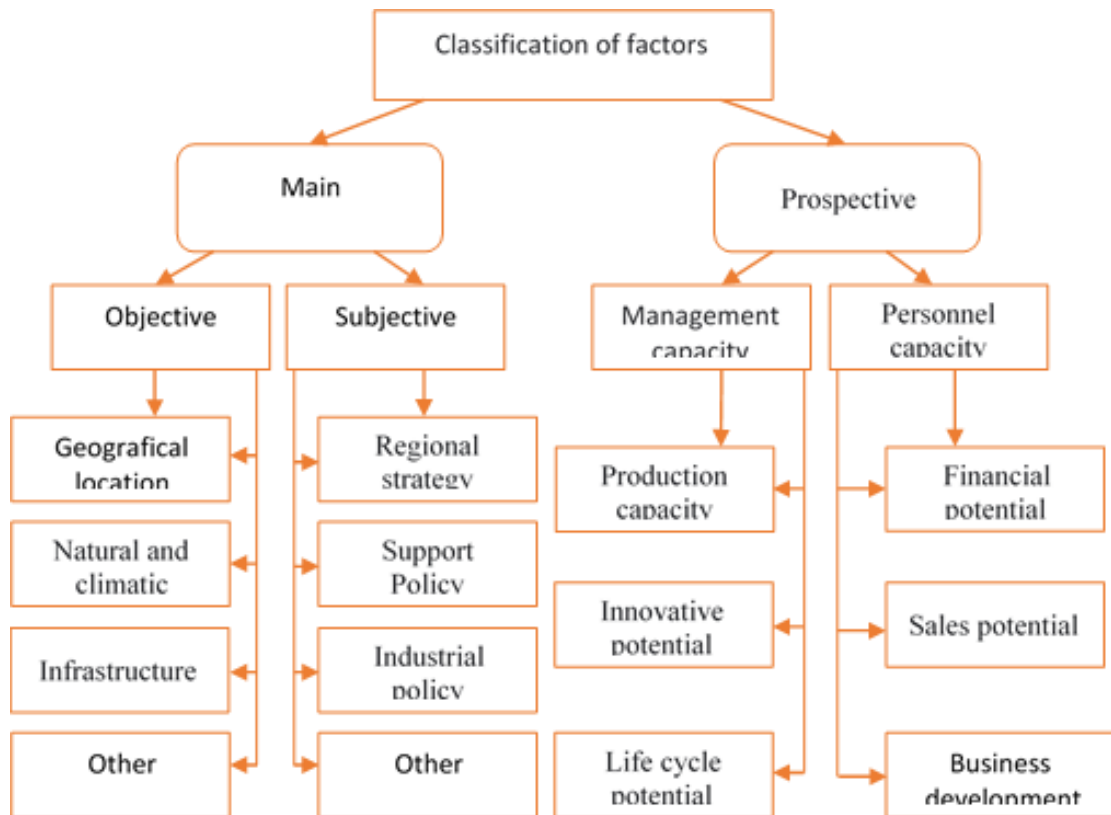 Classification of factors
Main
Prospective
Objective
Subjective
Management
capacity
Personnel
capacity
Geografical
location
Regional
strategy
Production
capacity
Financial
potential
Natural and
climatic
Support
Policy
Innovative
potential
Sales potential
Infrastructure
Industrial
policy
Other
Other
Life cycle
potential
Business
development